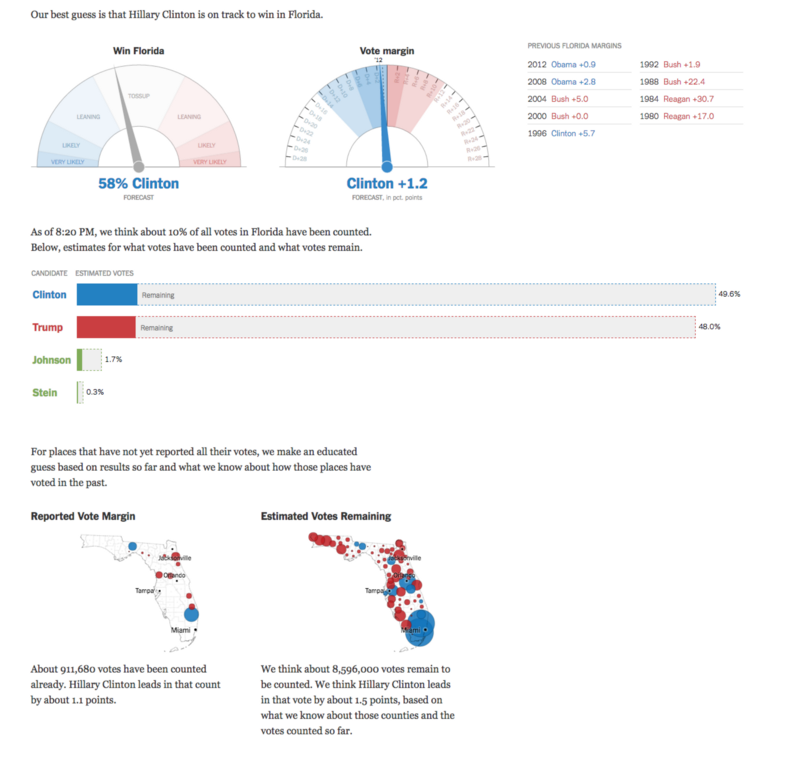 Our best guess is that Hillary Clinton is on track to win in Florida.
Win Florida
TOSSUP
LEANING
LEANING
LIKELY
LIKELY
VERY LIKELY
VERY LIKELY
58% Clinton
FORECAST
Vote margin
'12
Clinton +1.2
FORECAST, in pct. points
PREVIOUS FLORIDA MARGINS
2012 Obama +0.9
2008 Obama +2.8
2004 Bush +5.0
2000 Bush +0.0
1996 Clinton +5.7
1992 Bush +1.9
1988 Bush +22.4
1984 Reagan +30.7
1980 Reagan +17.0
As of 8:20 PM, we think about 10% of all votes in Florida have been counted.
Below, estimates for what votes have been counted and what votes remain.
CANDIDATE ESTIMATED VOTES
Clinton Remaining 49.6%
Trump Remaining 48.0%
Johnson 1.7%
Stein 0.3%
For places that have not yet reported all their votes, we make an educated
guess based on results so far and what we know about how those places have
voted in the past.
Reported Vote Margin
Jacksonville
Orlando
Tampa
Miami
About 911,680 votes have been counted
already. Hillary Clinton leads in that count
by about 1.1 points.
Estimated Votes Remaining
Jacksonville
Orlando
Tampa
Miami
We think about 8,596,000 votes remain to
be counted. We think Hillary Clinton leads
in that vote by about 1.5 points, based on
what we know about those counties and the
votes counted so far.